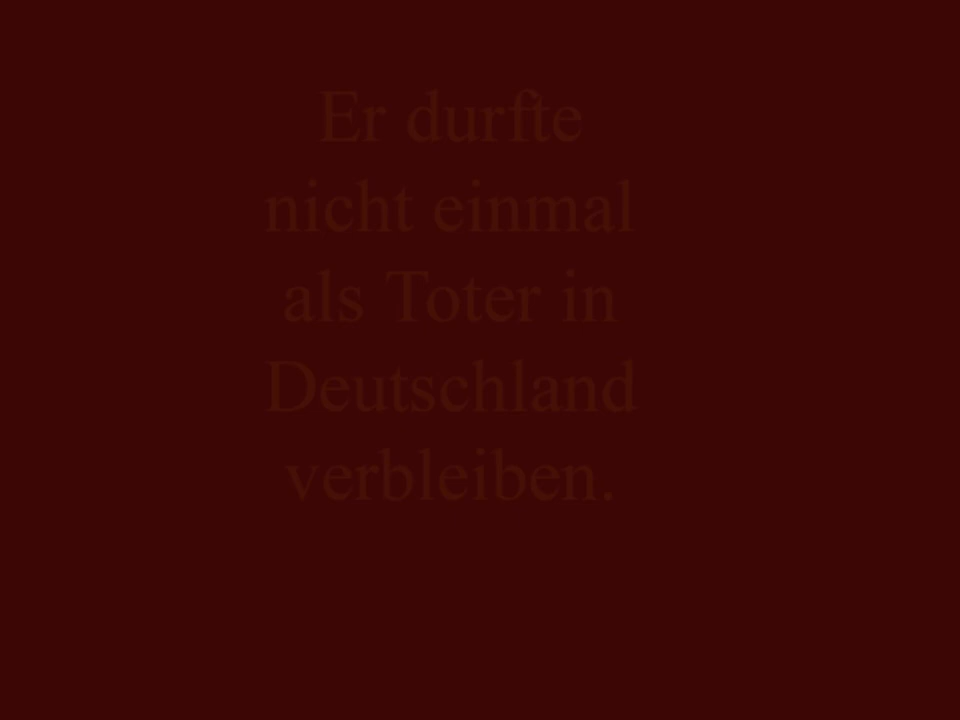 Er durfte
nicht einmal
als Toter in
Deutschland
verbleiben.